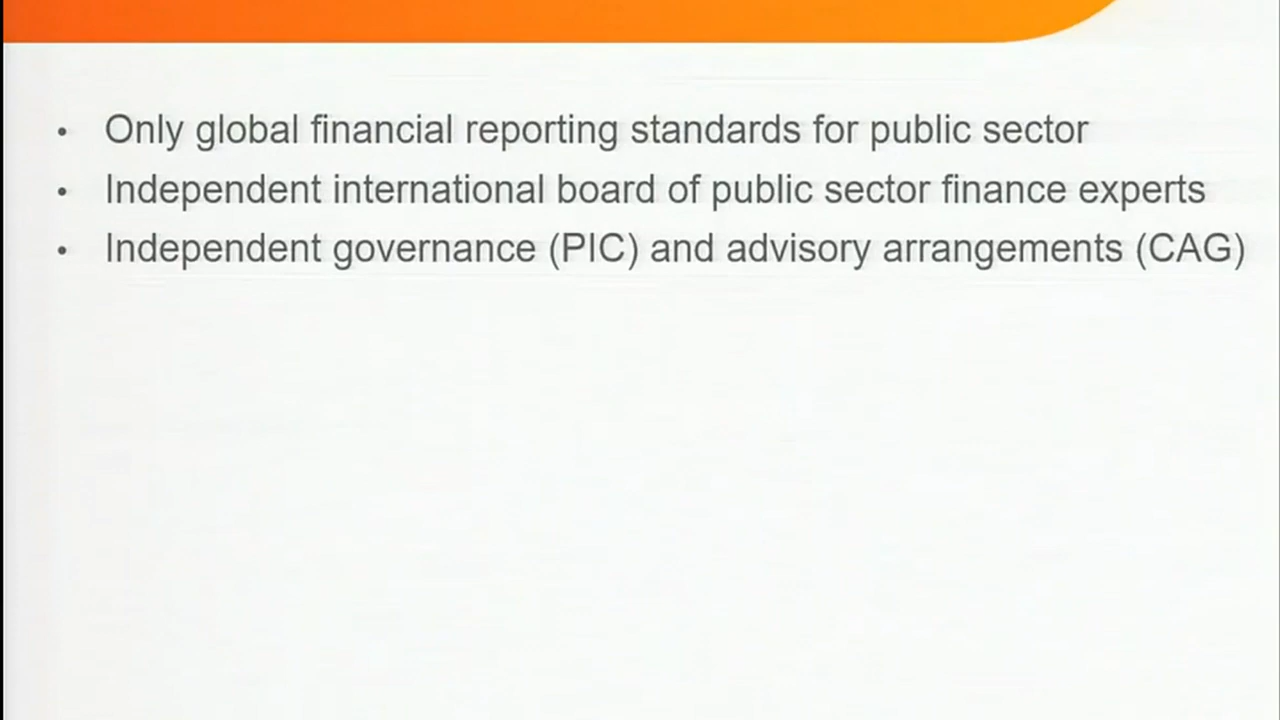 • Only global financial reporting standards for public sector
• Independent international board of public sector finance experts
• Independent governance (PIC) and advisory arrangements (CAG)